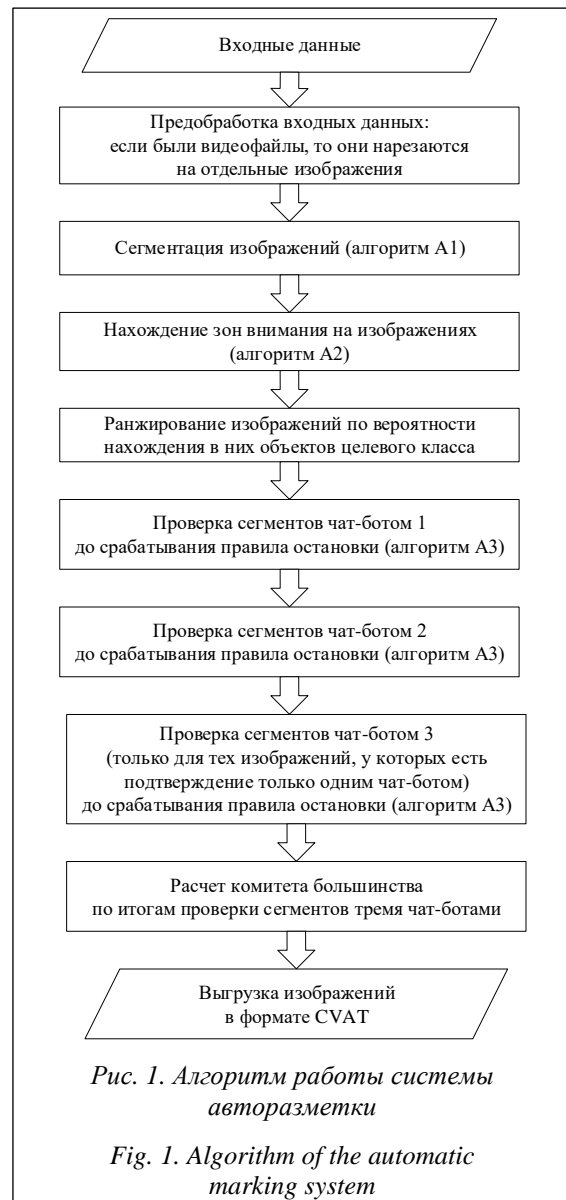 Входные данные
Предобработка входных данных:
если были видеофайлы, то они нарезаются
на отдельные изображения
Сегментация изображений (алгоритм А1)
Нахождение зон внимания на изображениях
(алгоритм А2)
Ранжирование изображений по вероятности
нахождения в них объектов целевого класса
Проверка сегментов чат-ботом 1
до срабатывания правила остановки (алгоритм А3)
Проверка сегментов чат-ботом 2
до срабатывания правила остановки (алгоритм А3)
Проверка сегментов чат-ботом 3
(только для тех изображений, у которых есть
подтверждение только одним чат-ботом)
до срабатывания правила остановки (алгоритм А3)
Расчет комитета большинства
по итогам проверки сегментов тремя чат-ботами
Выгрузка изображений
в формате CVAT
Рис. 1. Алгоритм работы системы
авторазметки
Fig. 1. Algorithm of the automatic
marking system